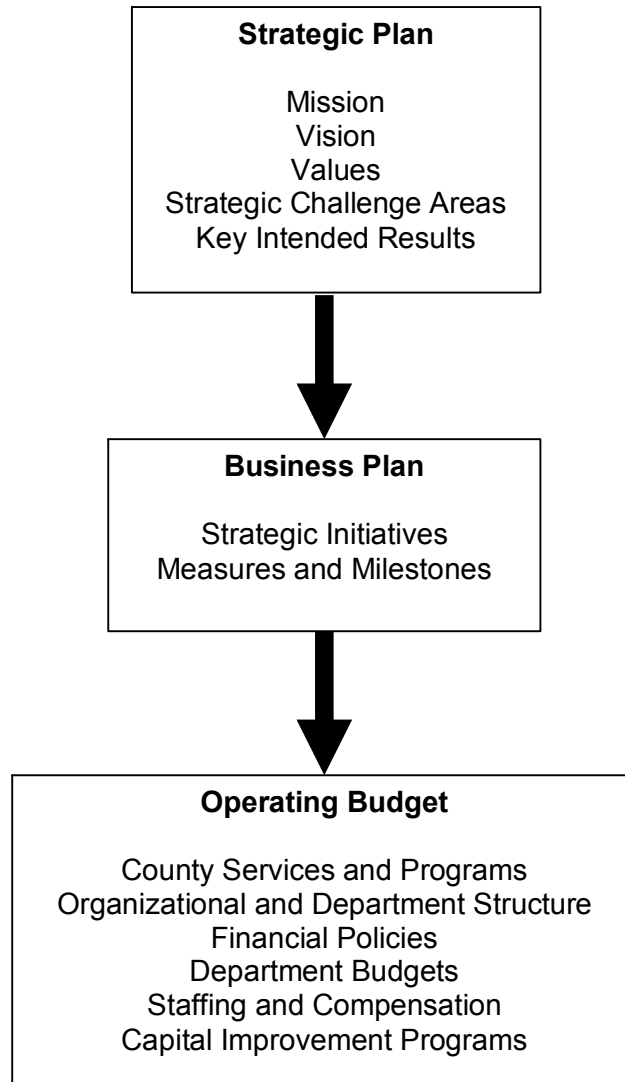 Strategic Plan
Mission
Vision
Values
Strategic Challenge Areas
Key Intended Results
Business Plan
Strategic Initiatives
Measures and Milestones
Operating Budget
County Services and Programs
Organizational and Department Structure
Financial Policies
Department Budgets
Staffing and Compensation
Capital Improvement Programs